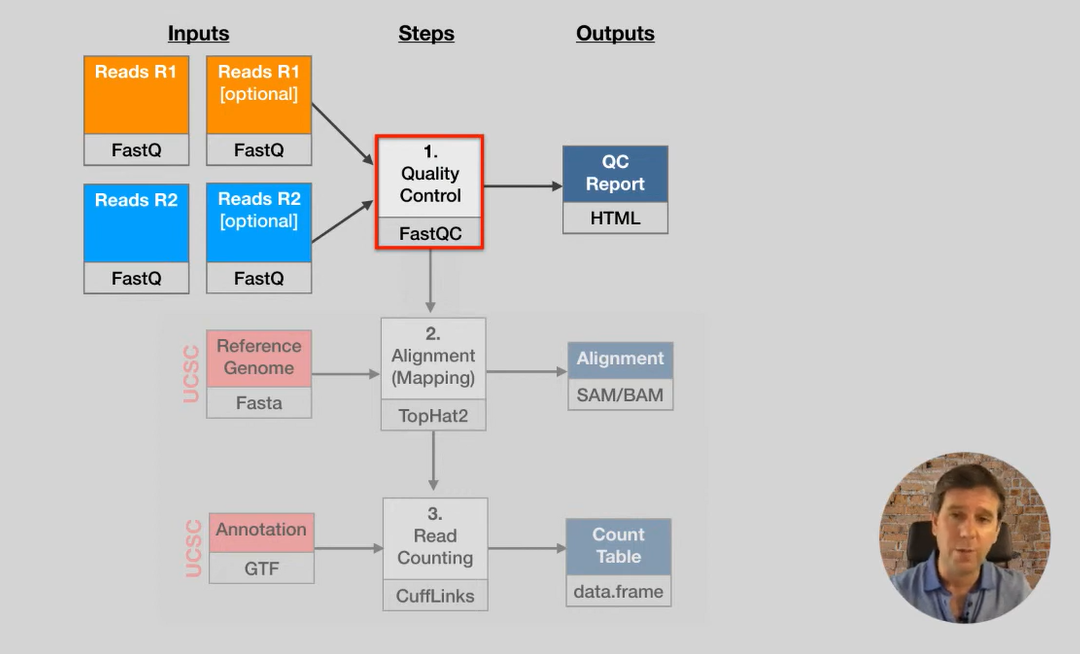 Inputs
Steps
Outputs
Reads R1
FastQ
Reads R1
[optional]
FastQ
Reads R2
FastQ
Reads R2
[optional]
FastQ
1.
Quality
Control
FastQC
QC
Report
HTML
UCSC
Reference
Genome
Fasta
2.
Alignment
(Mapping)
TopHat2
Alignment
SAM/BAM
UCSC
Annotation
GTF
3.
Read
Counting
CuffLinks
Count
Table
data.frame